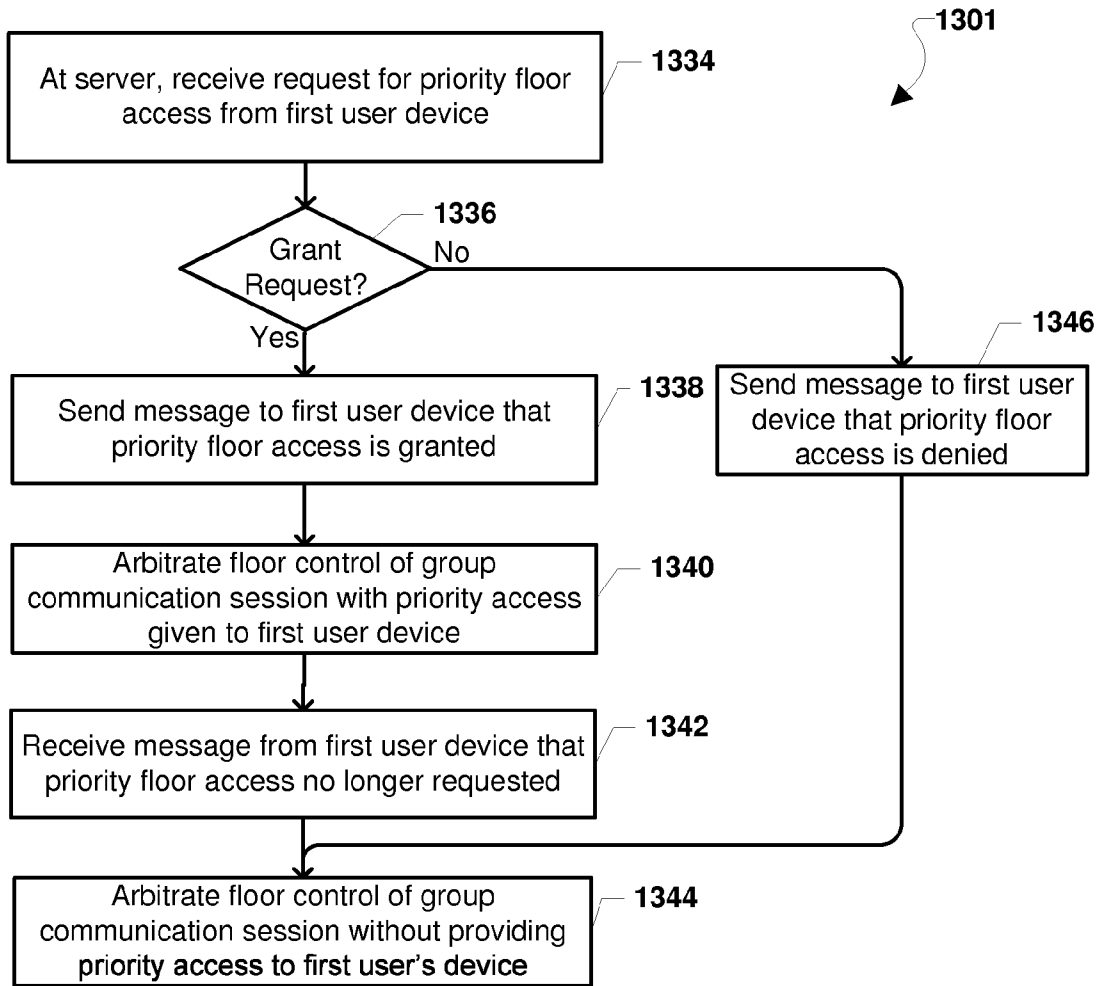 1301
At server, receive request for priority floor
access from first user device
1334
1336
Grant
Request?
No
Yes
1346
Send message to first user
device that priority floor
access is denied
1338
Send message to first user device that
priority floor access is granted
1340
Arbitrate floor control of group
communication session with priority access
given to first user device
1342
Receive message from first user device that
priority floor access no longer requested
1344
Arbitrate floor control of group
communication session without providing
priority access to first user’s device